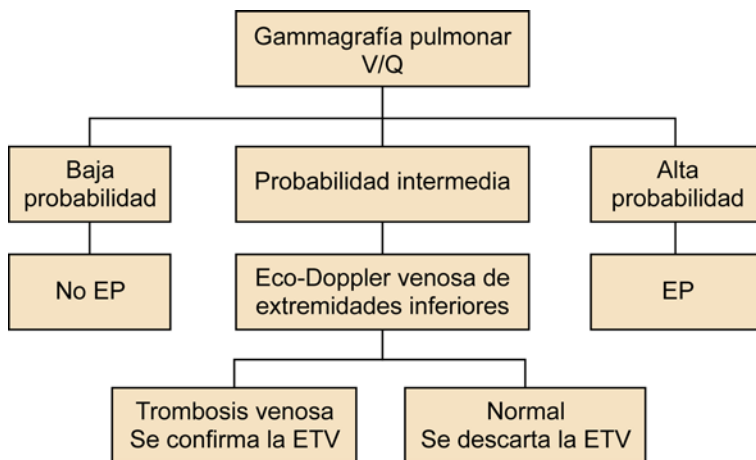 Gammagrafía pulmonar
V/Q
Baja
probabilidad
Probabilidad intermedia
Alta
probabilidad
No EP
Eco-Doppler venosa de
extremidades inferiores
EP
Trombosis venosa
Se confirma la ETV
Normal
Se descarta la ETV